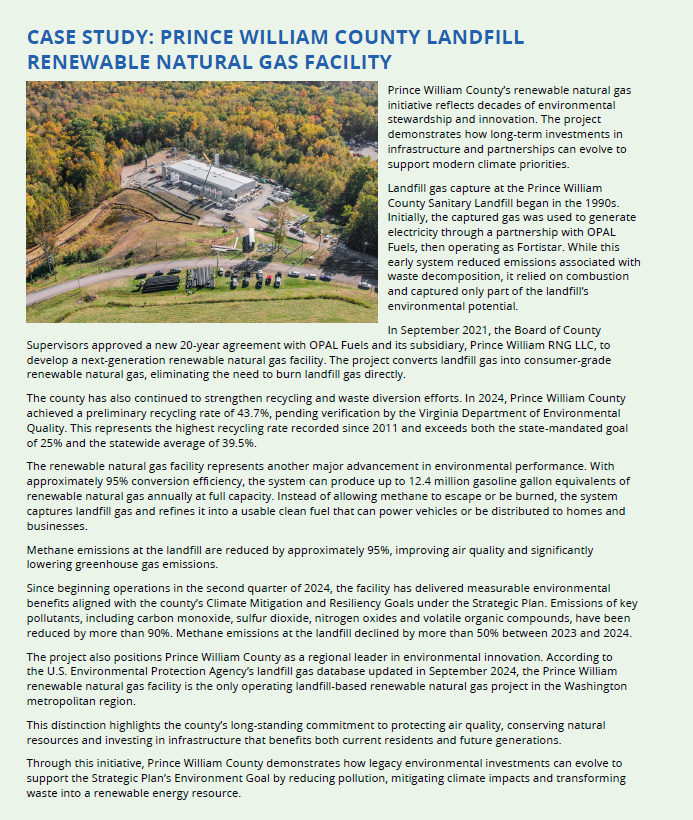 CASE STUDY: PRINCE WILLIAM COUNTY LANDFILL
RENEWABLE NATURAL GAS FACILITY
Prince William County’s renewable natural gas
initiative reflects decades of environmental
stewardship and innovation. The project
demonstrates how long-term investments in
infrastructure and partnerships can evolve to
support modern climate priorities.
Landfill gas capture at the Prince William
County Sanitary Landfill began in the 1990s.
Initially, the captured gas was used to generate
electricity through a partnership with OPAL
Fuels, then operating as Fortistar. While this
early system reduced emissions associated with
waste decomposition, it relied on combustion
and captured only part of the landfill’s
environmental potential.
In September 2021, the Board of County
Supervisors approved a new 20-year agreement with OPAL Fuels and its subsidiary, Prince William RNG LLC, to
develop a next-generation renewable natural gas facility. The project converts landfill gas into consumer-grade
renewable natural gas, eliminating the need to burn landfill gas directly.
The county has also continued to strengthen recycling and waste diversion efforts. In 2024, Prince William County
achieved a preliminary recycling rate of 43.7%, pending verification by the Virginia Department of Environmental
Quality. This represents the highest recycling rate recorded since 2011 and exceeds both the state-mandated goal
of 25% and the statewide average of 39.5%.
The renewable natural gas facility represents another major advancement in environmental performance. With
approximately 95% conversion efficiency, the system can produce up to 12.4 million gasoline gallon equivalents of
renewable natural gas annually at full capacity. Instead of allowing methane to escape or be burned, the system
captures landfill gas and refines it into a usable clean fuel that can power vehicles or be distributed to homes and
businesses.
Methane emissions at the landfill are reduced by approximately 95%, improving air quality and significantly
lowering greenhouse gas emissions.
Since beginning operations in the second quarter of 2024, the facility has delivered measurable environmental
benefits aligned with the county’s Climate Mitigation and Resiliency Goals under the Strategic Plan. Emissions of key
pollutants, including carbon monoxide, sulfur dioxide, nitrogen oxides and volatile organic compounds, have been
reduced by more than 90%. Methane emissions at the landfill declined by more than 50% between 2023 and 2024.
The project also positions Prince William County as a regional leader in environmental innovation. According to
the U.S. Environmental Protection Agency’s landfill gas database updated in September 2024, the Prince William
renewable natural gas facility is the only operating landfill-based renewable natural gas project in the Washington
metropolitan region.
This distinction highlights the county’s long-standing commitment to protecting air quality, conserving natural
resources and investing in infrastructure that benefits both current residents and future generations.
Through this initiative, Prince William County demonstrates how legacy environmental investments can evolve to
support the Strategic Plan’s Environment Goal by reducing pollution, mitigating climate impacts and transforming
waste into a renewable energy resource.